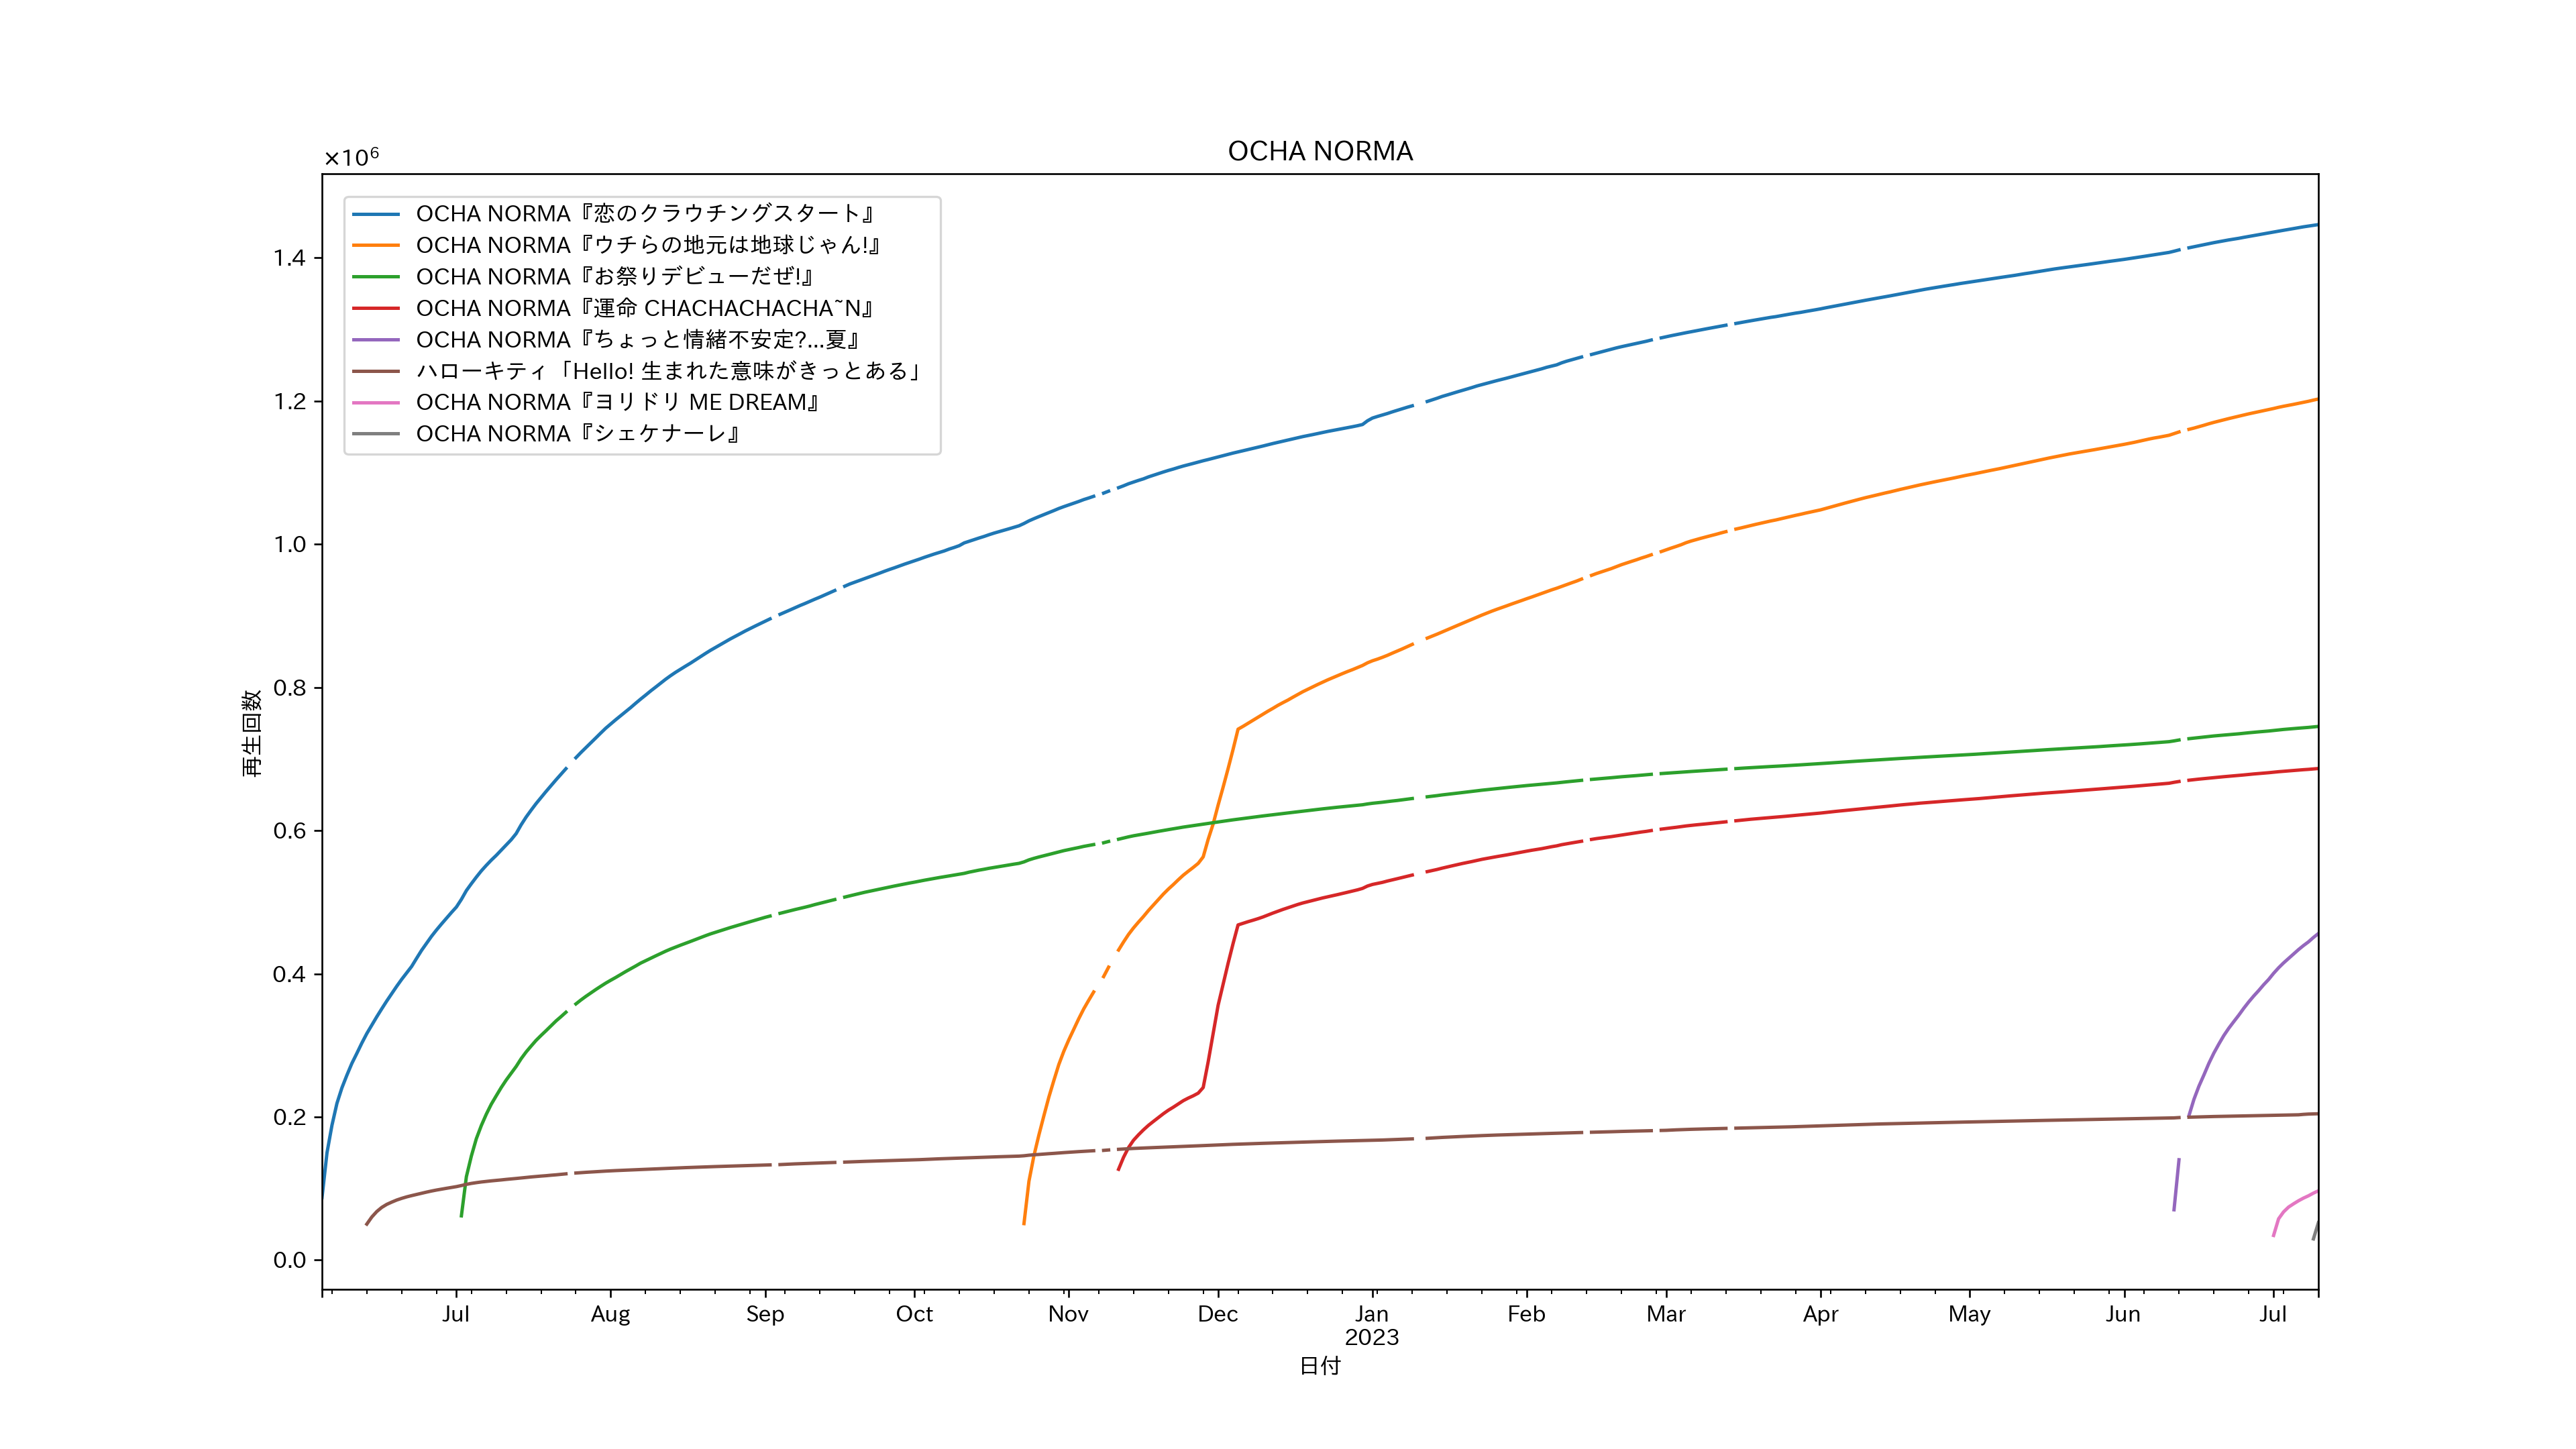 OCHA NORMA
×10⁶
OCHA NORMA『恋のクラウチングスタート』
OCHA NORMA『ウチらの地元は地球じゃん!』
OCHA NORMA『お祭りデビューだぜ!』
OCHA NORMA『運命 CHACHACHACHA~N』
OCHA NORMA『ちょっと情緒不安定?…夏』
ハローキティ「Hello! 生まれた意味がきっとある」
OCHA NORMA『ヨリドリ ME DREAM』
OCHA NORMA『シェケナーレ』
1.4
1.2
1.0
0.8
0.6
0.4
0.2
0.0
再生回数
Jul Aug Sep Oct Nov Dec Jan Feb Mar Apr May Jun Jul
2023
日付